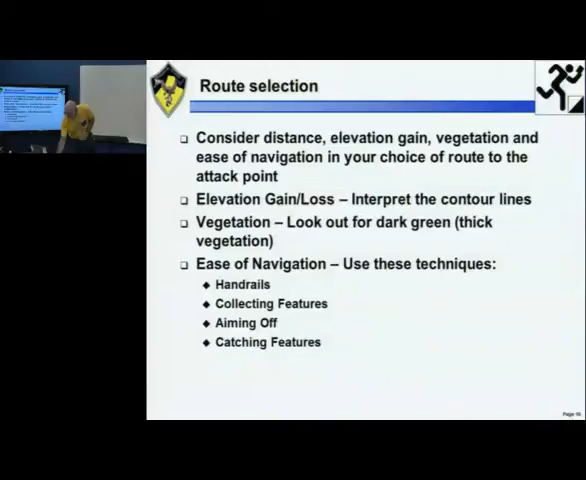 Route selection
Consider distance, elevation gain, vegetation and
ease of navigation in your choice of route to the
attack point
Elevation Gain/Loss – Interpret the contour lines
Vegetation – Look out for dark green (thick
vegetation)
Ease of Navigation – Use these techniques:
Handrails
Collecting Features
Aiming Off
Catching Features